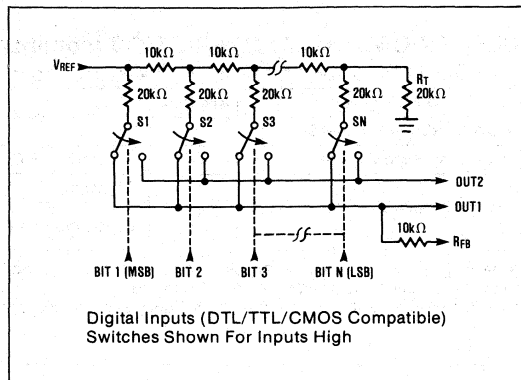 10kΩ 10kΩ 10kΩ
VREF
RT
20kΩ 20kΩ 20kΩ 20kΩ 20kΩ
S1 S2 S3 SN
OUT2
OUT1
10kΩ
RFB
BIT 1 (MSB) BIT 2 BIT 3 BIT N (LSB)
Digital Inputs (DTL/TTL/CMOS Compatible)
Switches Shown For Inputs High